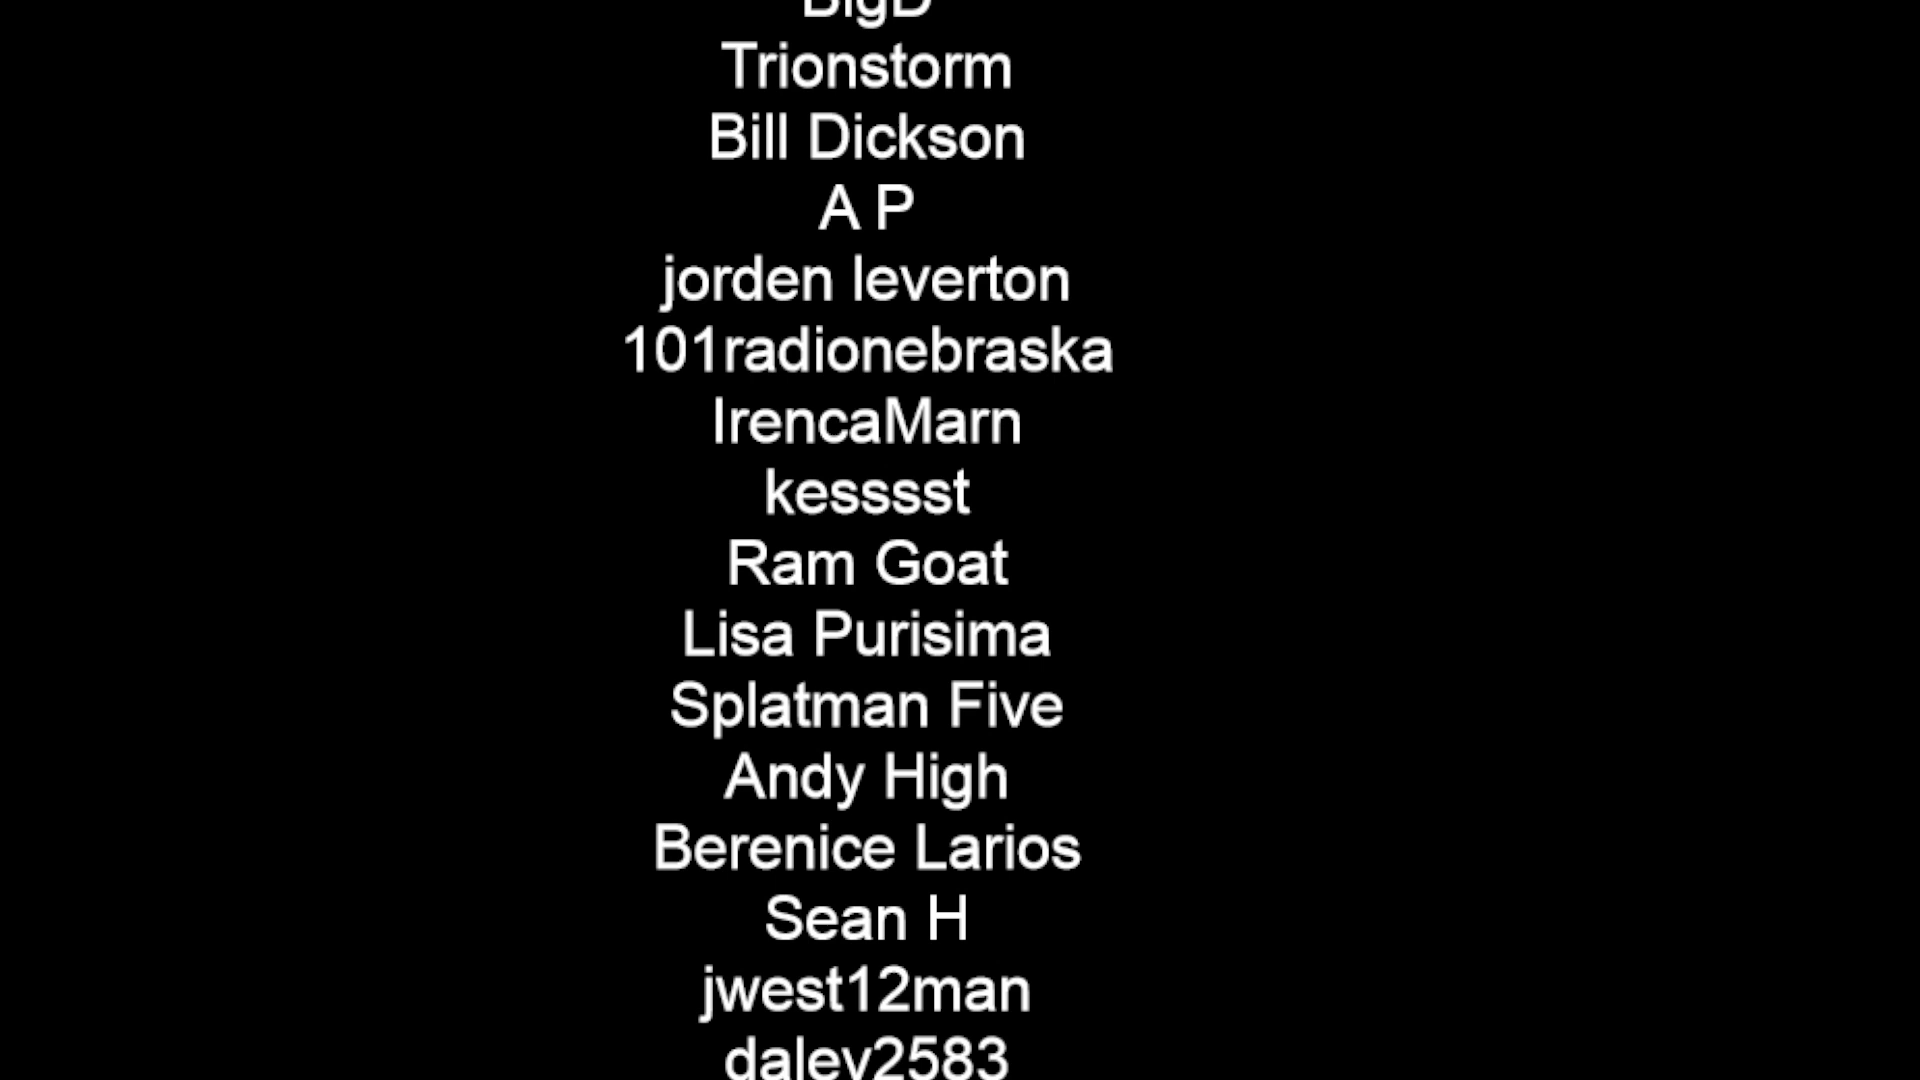 BigD
Trionstorm
Bill Dickson
A P
jorden leverton
101radionebraska
IrencaMarn
kesssst
Ram Goat
Lisa Purisima
Splatman Five
Andy High
Berenice Larios
Sean H
jwest12man